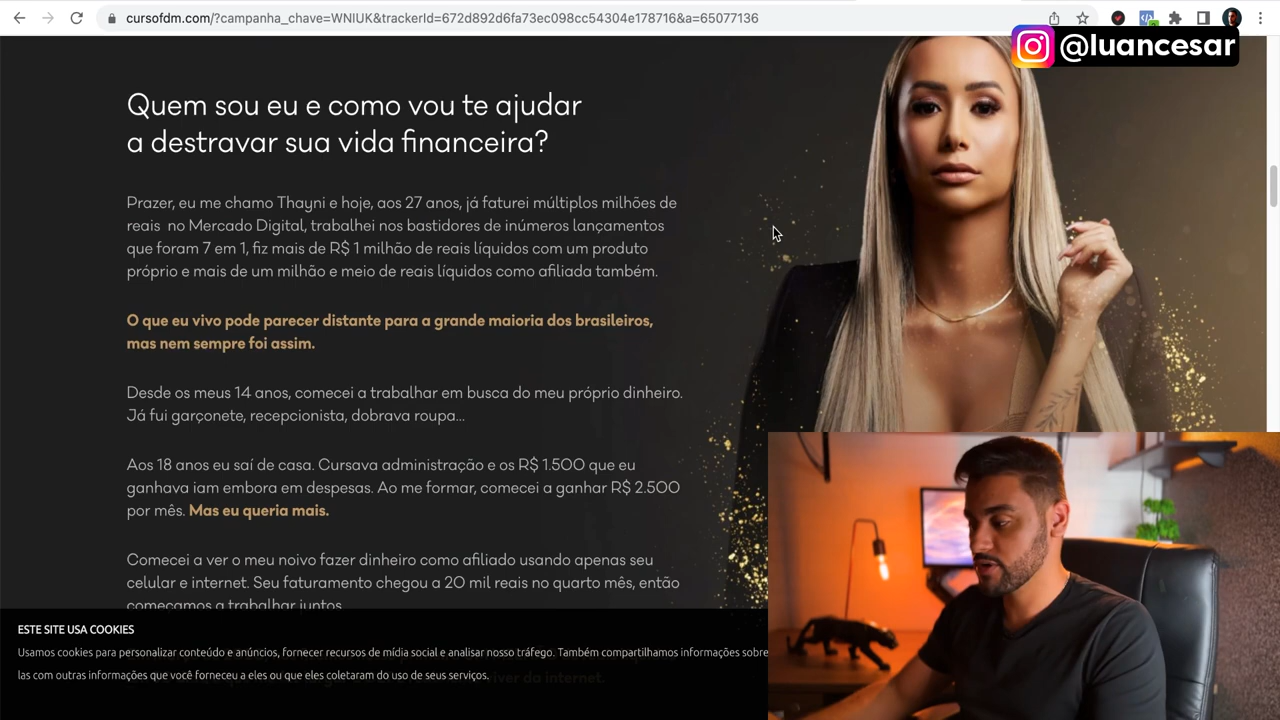 cursofdm.com/?campanha_chave=WNIUK&trackerId=672d892d6fa73ec098cc54304e178716&a=65077136
@luancesar
Quem sou eu e como vou te ajudar
a destravar sua vida financeira?
Prazer, eu me chamo Thayni e hoje, aos 27 anos, já faturei múltiplos milhões de
reais no Mercado Digital, trabalhei nos bastidores de inúmeros lançamentos
que foram 7 em 1, fiz mais de R$ 1 milhão de reais líquidos com um produto
próprio e mais de um milhão e meio de reais líquidos como afiliada também.
O que eu vivo pode parecer distante para a grande maioria dos brasileiros,
mas nem sempre foi assim.
Desde os meus 14 anos, comecei a trabalhar em busca do meu próprio dinheiro.
Já fui garçonete, recepcionista, dobrava roupa...
Aos 18 anos eu saí de casa. Cursava administração e os R$ 1.500 que eu
ganhava iam embora em despesas. Ao me formar, comecei a ganhar R$ 2.500
por mês. Mas eu queria mais.
Comecei a ver o meu noivo fazer dinheiro como afiliado usando apenas seu
celular e internet. Seu faturamento chegou a 20 mil reais no quarto mês, então
começamos a trabalhar juntos.
ESTE SITE USA COOKIES
Usamos cookies para personalizar conteúdo e anúncios, fornecer recursos de mídia social e analisar nosso tráfego. Também compartilhamos informações sobre
las com outras informações que você forneceu a eles ou que eles coletaram do uso de seus serviços.
viver da internet.